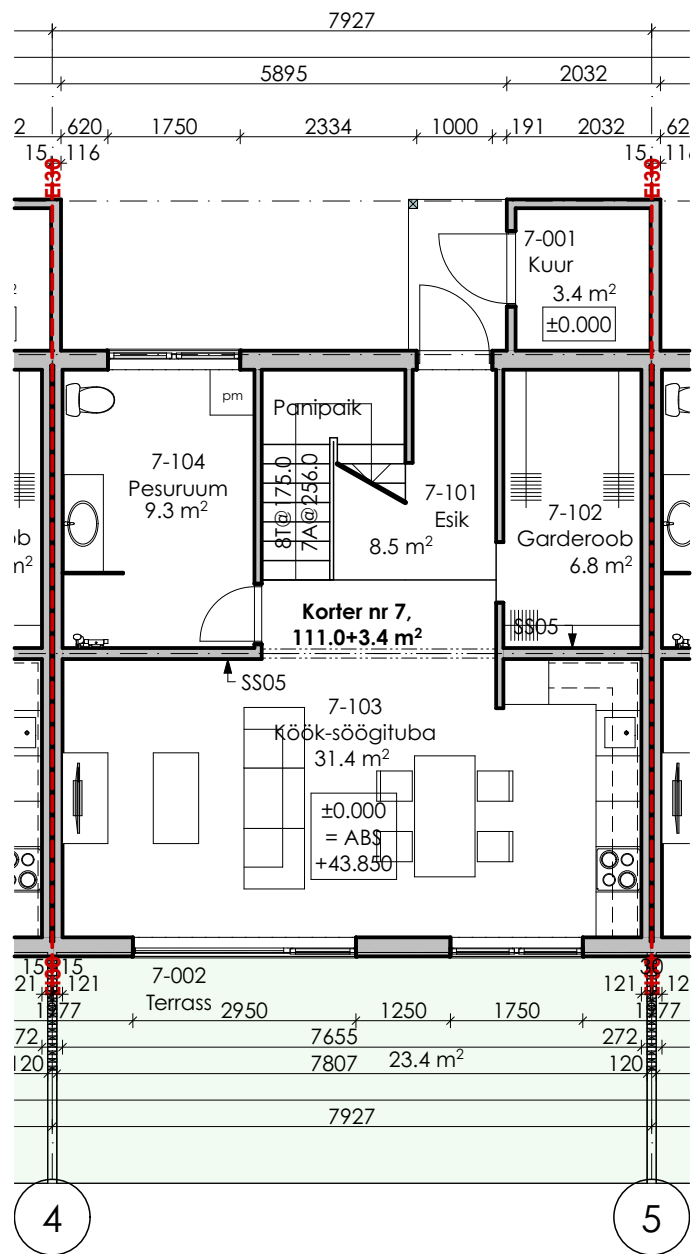 7927
5895 2032
2 620 1750 2334 1000 191 2032 62
15 116 15 116
EI30 EI30
7-001
Kuur
3.4 m²
±0.000
pm
Panipaik
7-104
Pesuruum
9.3 m²
8T@175.0
7A@256.0
7-101
Esik
8.5 m²
7-102
Garderoob
6.8 m²
ob
m²
Korter nr 7,
111.0+3.4 m²
SS05
SS05
7-103
Köök-söögituba
31.4 m²
±0.000
= ABS
+43.850
15 15 30
7-002
Terrass
21 121 121 12
1977 2950 1250 1750 1977
72 7655 272
120 7807 23.4 m² 120
7927
4 5